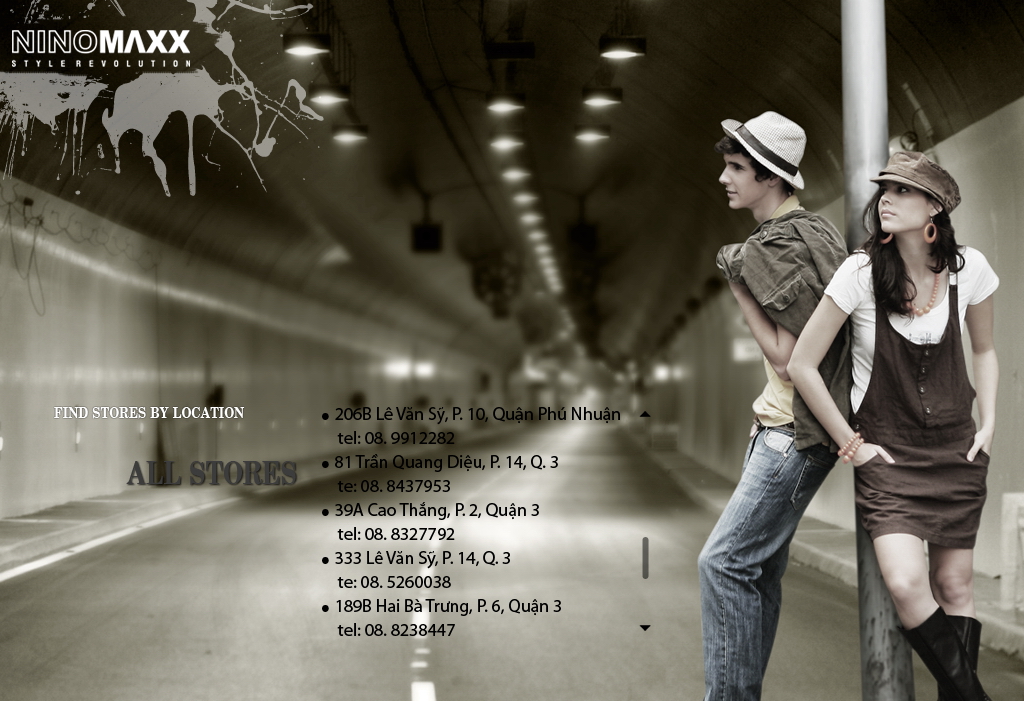 NINOMAXX
STYLE REVOLUTION
FIND STORES BY LOCATION
ALL STORES
• 206B Lê Văn Sỹ, P. 10, Quận Phú Nhuận
tel: 08. 9912282
• 81 Trần Quang Diệu, P. 14, Q. 3
te: 08. 8437953
• 39A Cao Thắng, P. 2, Quận 3
tel: 08. 8327792
• 333 Lê Văn Sỹ, P. 14, Q. 3
te: 08. 5260038
• 189B Hai Bà Trưng, P. 6, Quận 3
tel: 08. 8238447